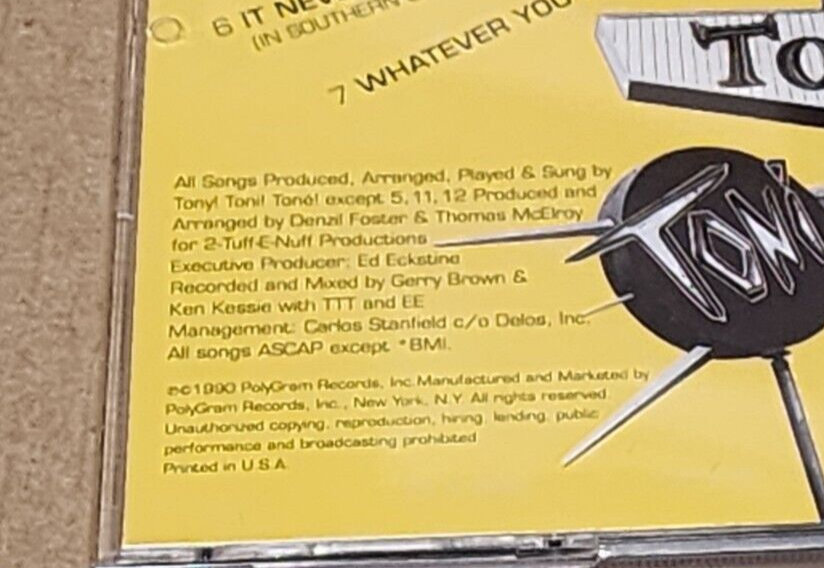 6 IT
(IN SOUTHERN
7 WHATEVER YOU
To
All Songs Produced, Arranged, Played & Sung by
Tony! Toni! Toné! except 5, 11, 12 Produced and
Arranged by Denzil Foster & Thomas McElroy
for 2-Tuff-E-Nuff Productions
Executive Producer: Ed Eckstine
Recorded and Mixed by Gerry Brown &
Ken Kessie with TTT and EE
Management: Carlos Stanfield c/o Delos, Inc.
All songs ASCAP except *BMI.
TONI
℗©1990 PolyGram Records, Inc. Manufactured and Marketed by
PolyGram Records, Inc., New York, N.Y. All rights reserved.
Unauthorized copying, reproduction, hiring, lending, public
performance and broadcasting prohibited
Printed in U.S.A.